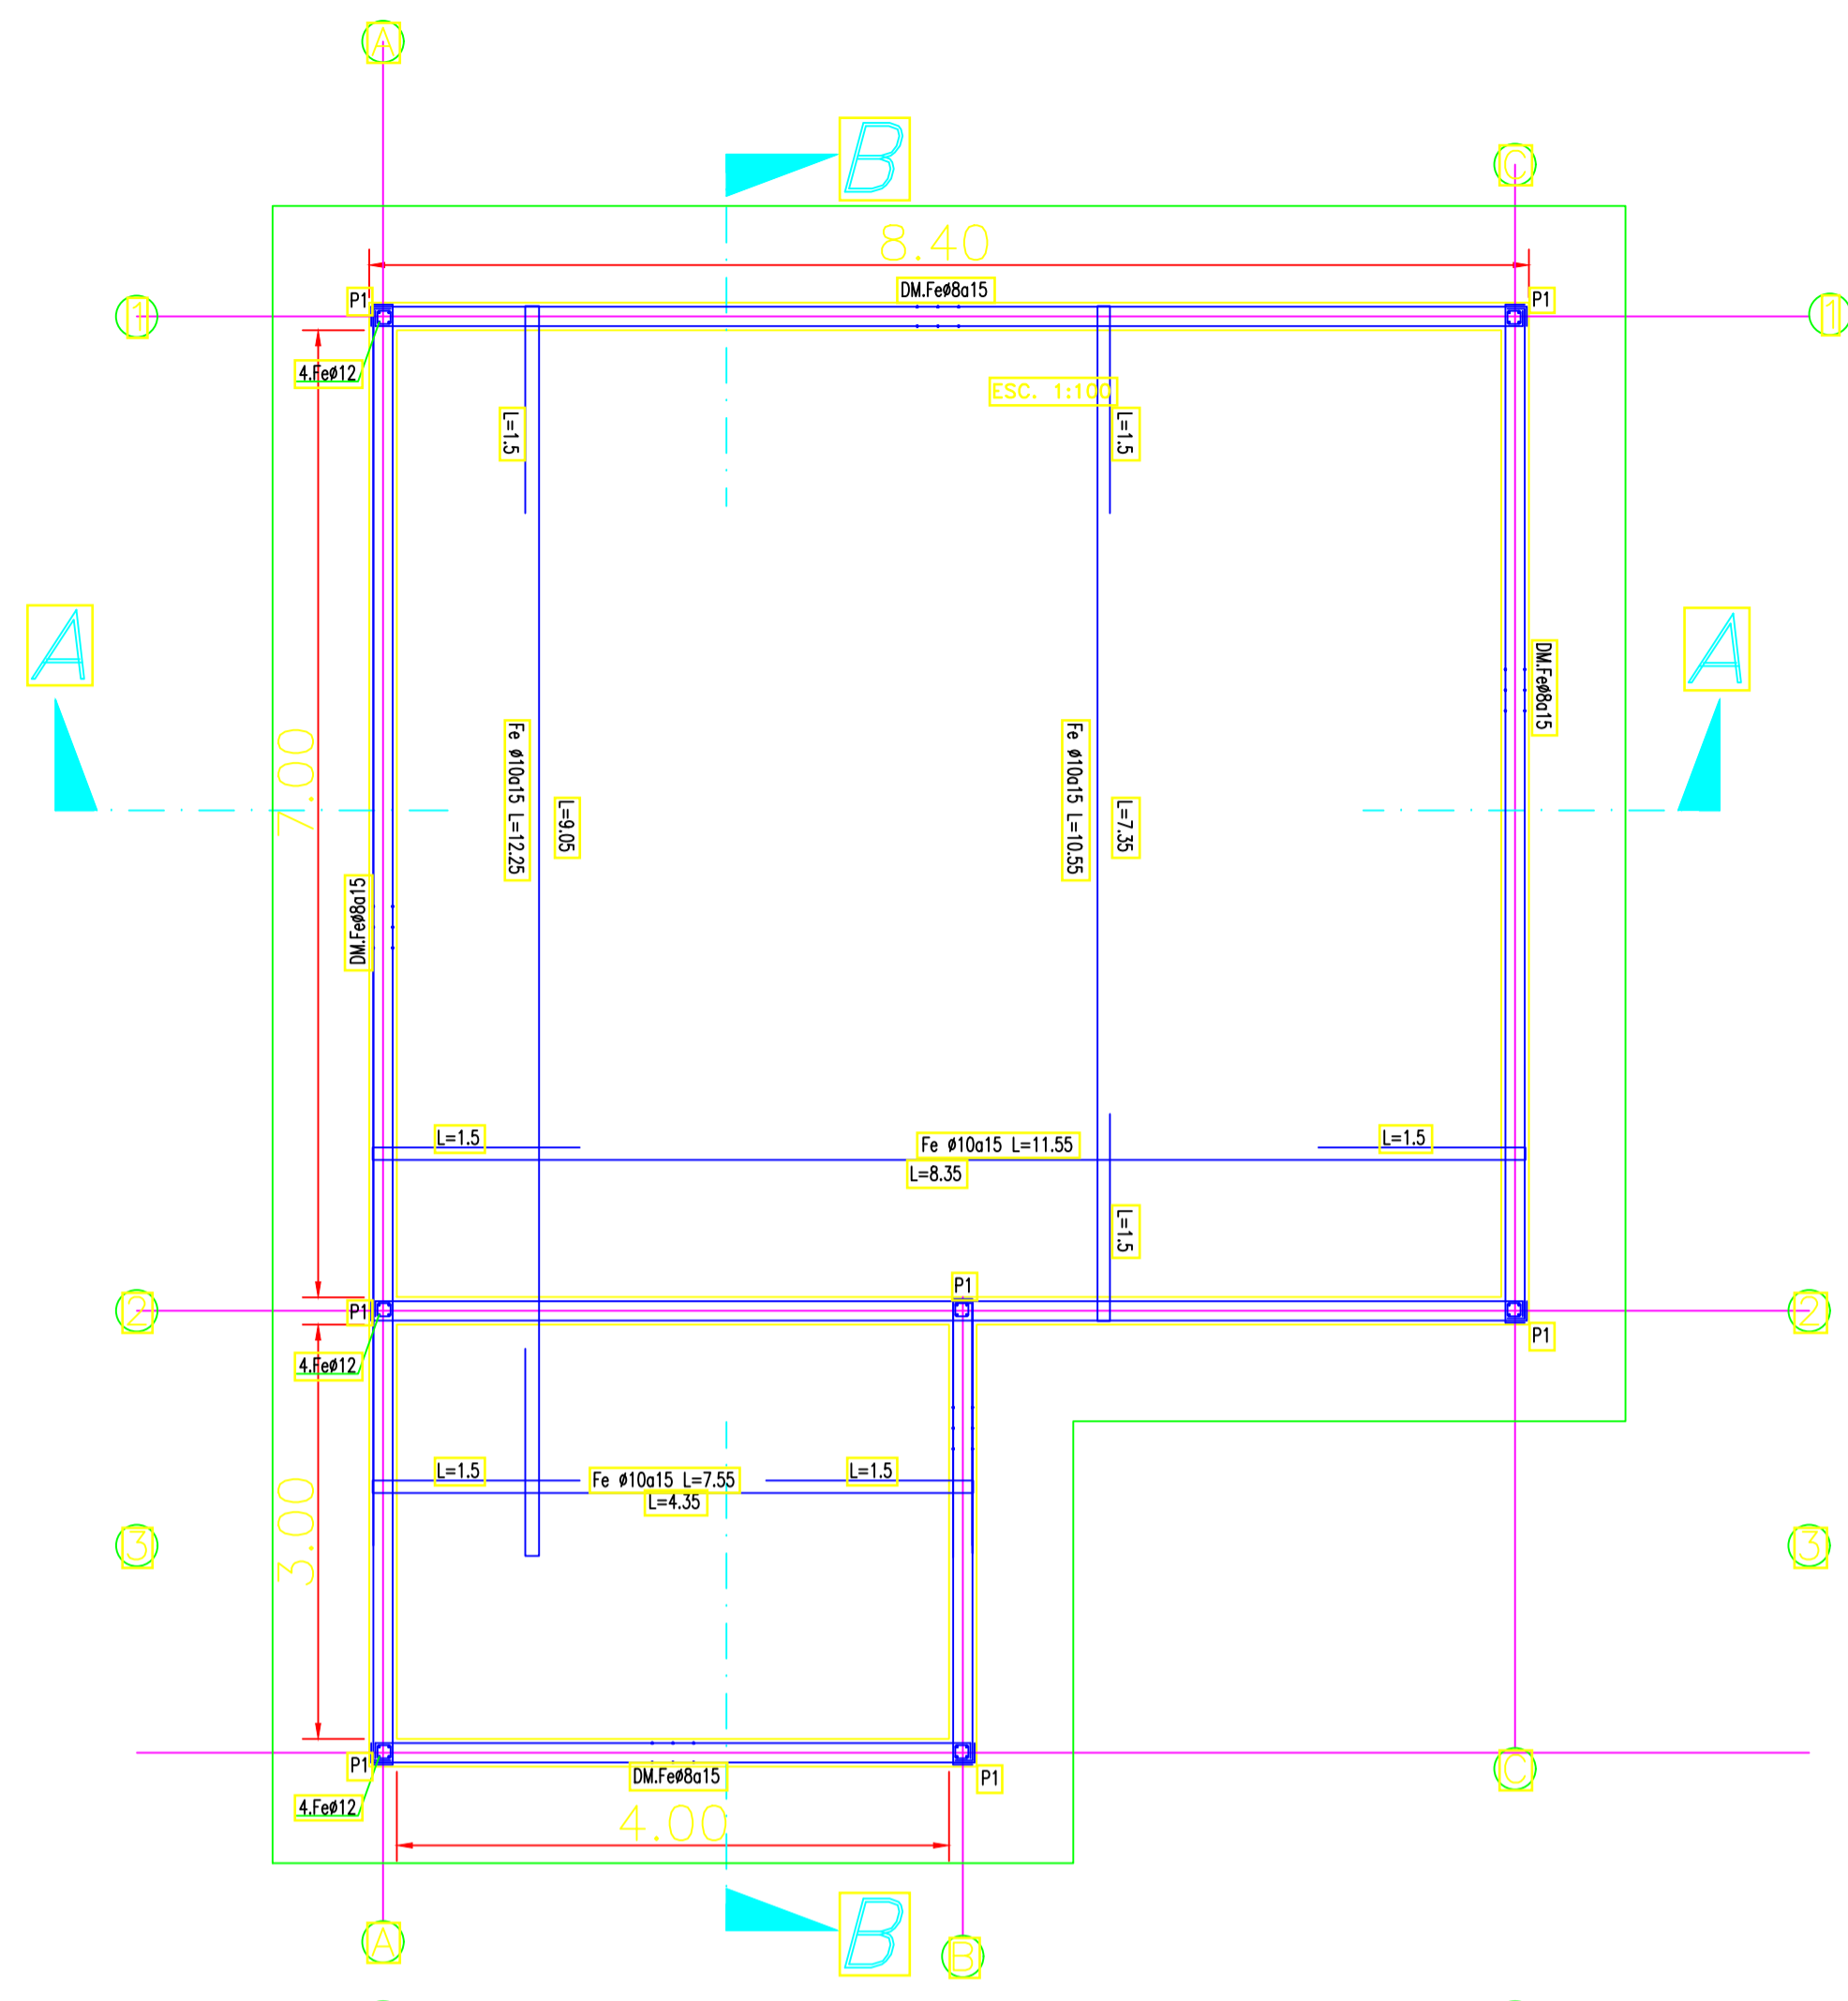 A
B
C
8.40
DM.Feø8a15
P1
P1
1
1
4.Feø12
ESC. 1:100
L=1.5
L=1.5
A
A
DM.Feø8a15
7.00
Fe ø10a15 L=12.25
L=9.05
Fe ø10a15 L=10.55
L=7.35
DM.Feø8a15
L=1.5
Fe ø10a15 L=11.55
L=1.5
L=8.35
L=1.5
P1
2
P1
2
P1
4.Feø12
L=1.5
Fe ø10a15 L=7.55
L=1.5
L=4.35
3.00
3
3
P1
DM.Feø8a15
P1
C
4.Feø12
4.00
A
B
B